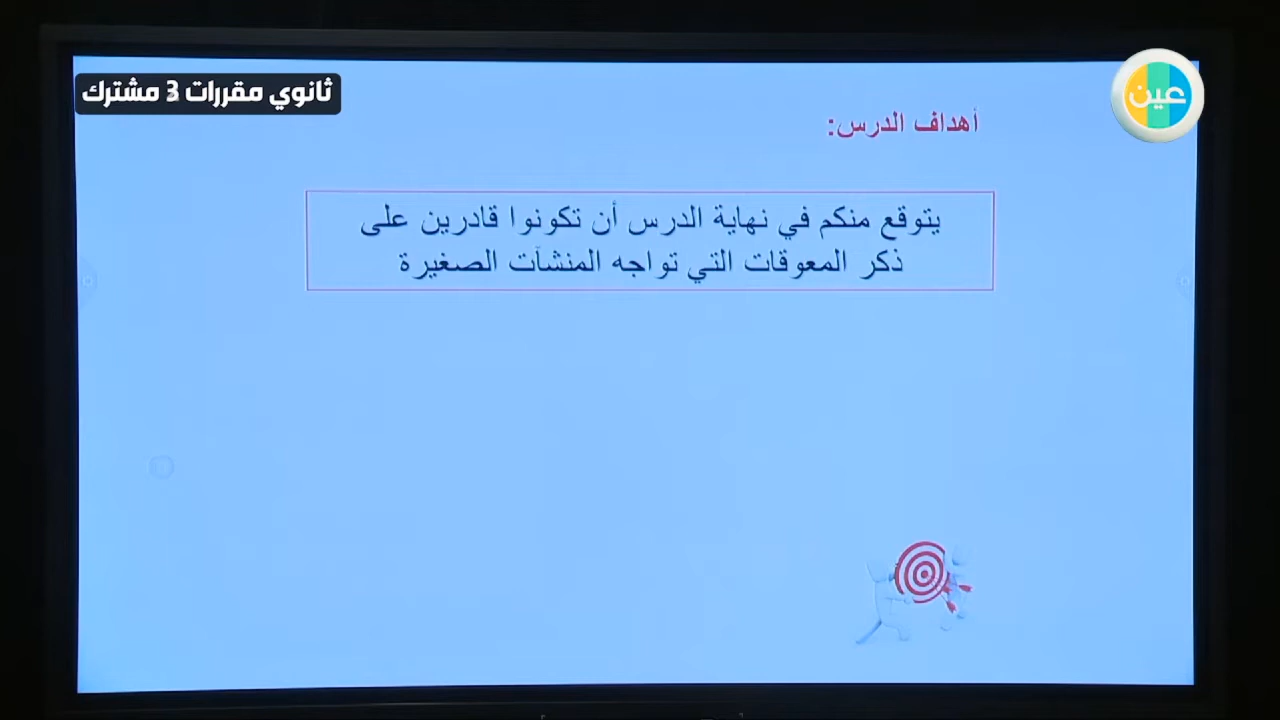 ثانوي مقررات 3 مشترك
عين
أهداف الدرس:
يتوقع منكم في نهاية الدرس أن تكونوا قادرين على
ذكر المعوقات التي تواجه المنشآت الصغيرة